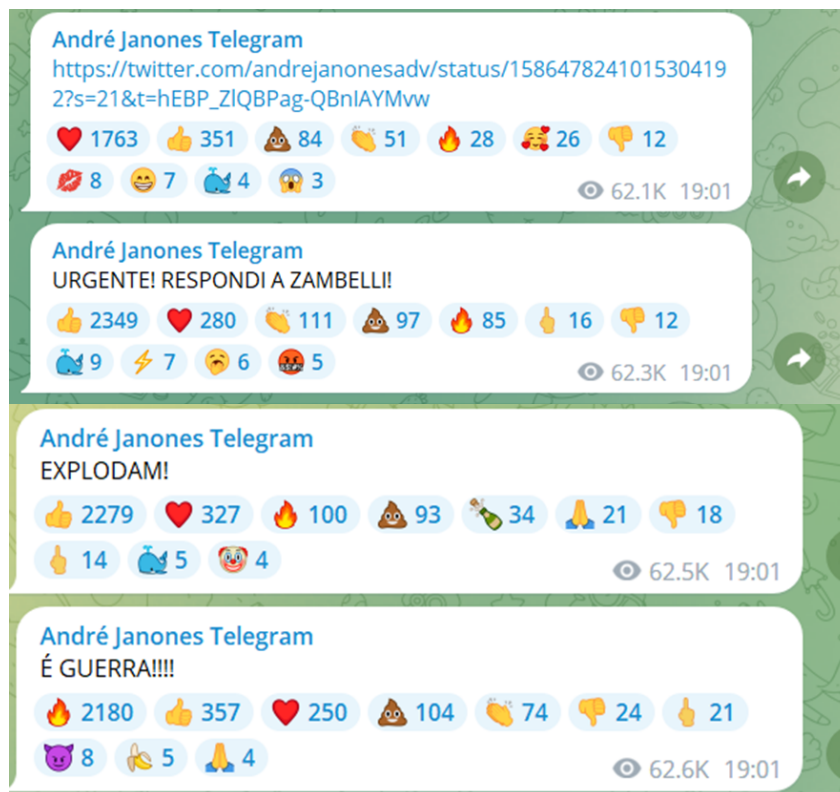 André Janones Telegram
https://twitter.com/andrejanonesadv/status/158647824101530419
2?s=21&t=hEBP_ZlQBPag-QBnIAYMvw
❤️ 1763 👍 351 💩 84 👏 51 🔥 28 🥰 26 👎 12
💋 8 😁 7 🐳 4 😱 3 62.1K 19:01
André Janones Telegram
URGENTE! RESPONDI A ZAMBELLI!
👍 2349 ❤️ 280 👏 111 💩 97 🔥 85 🖕 16 👎 12
🐳 9 ⚡ 7 🥱 6 🤬 5 62.3K 19:01
André Janones Telegram
EXPLODAM!
👍 2279 ❤️ 327 🔥 100 💩 93 🍾 34 🙏 21 👎 18
🖕 14 🐳 5 🤡 4 62.5K 19:01
André Janones Telegram
É GUERRA!!!!
🔥 2180 👍 357 ❤️ 250 💩 104 👏 74 👎 24 🖕 21
😈 8 🍌 5 🙏 4 62.6K 19:01